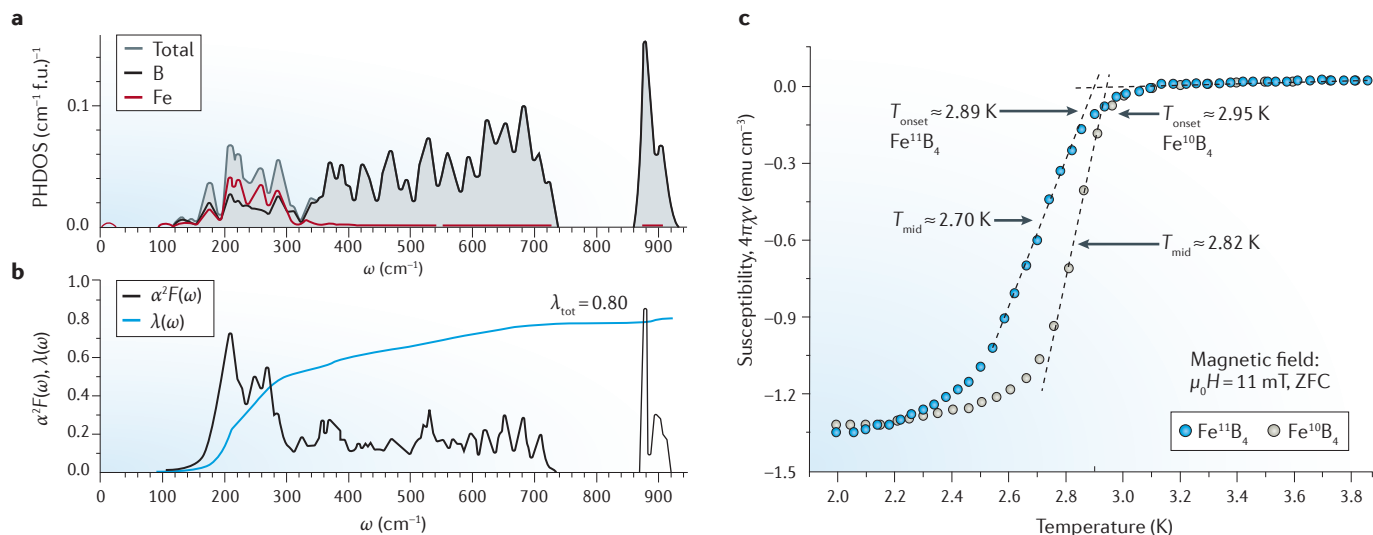 a
PHDOS (cm⁻¹ f.u.)⁻¹
Total
B
Fe
0.1
0.0
0 100 200 300 400 500 600 700 800 900
ω (cm⁻¹)
b
α²F(ω), λ(ω)
α²F(ω)
λ(ω)
λtot = 0.80
1.0
0.8
0.6
0.4
0.2
0.0
0 100 200 300 400 500 600 700 800 900
ω (cm⁻¹)
c
Susceptibility, 4πχν (emu cm⁻³)
0.0
−0.3
−0.6
−0.9
−1.2
−1.5
Tonset ≈ 2.89 K
Fe¹¹B₄
Tonset ≈ 2.95 K
Fe¹⁰B₄
Tmid ≈ 2.70 K
Tmid ≈ 2.82 K
Magnetic field:
μ₀H = 11 mT, ZFC
Fe¹¹B₄ Fe¹⁰B₄
2.0 2.2 2.4 2.6 2.8 3.0 3.2 3.4 3.6 3.8
Temperature (K)